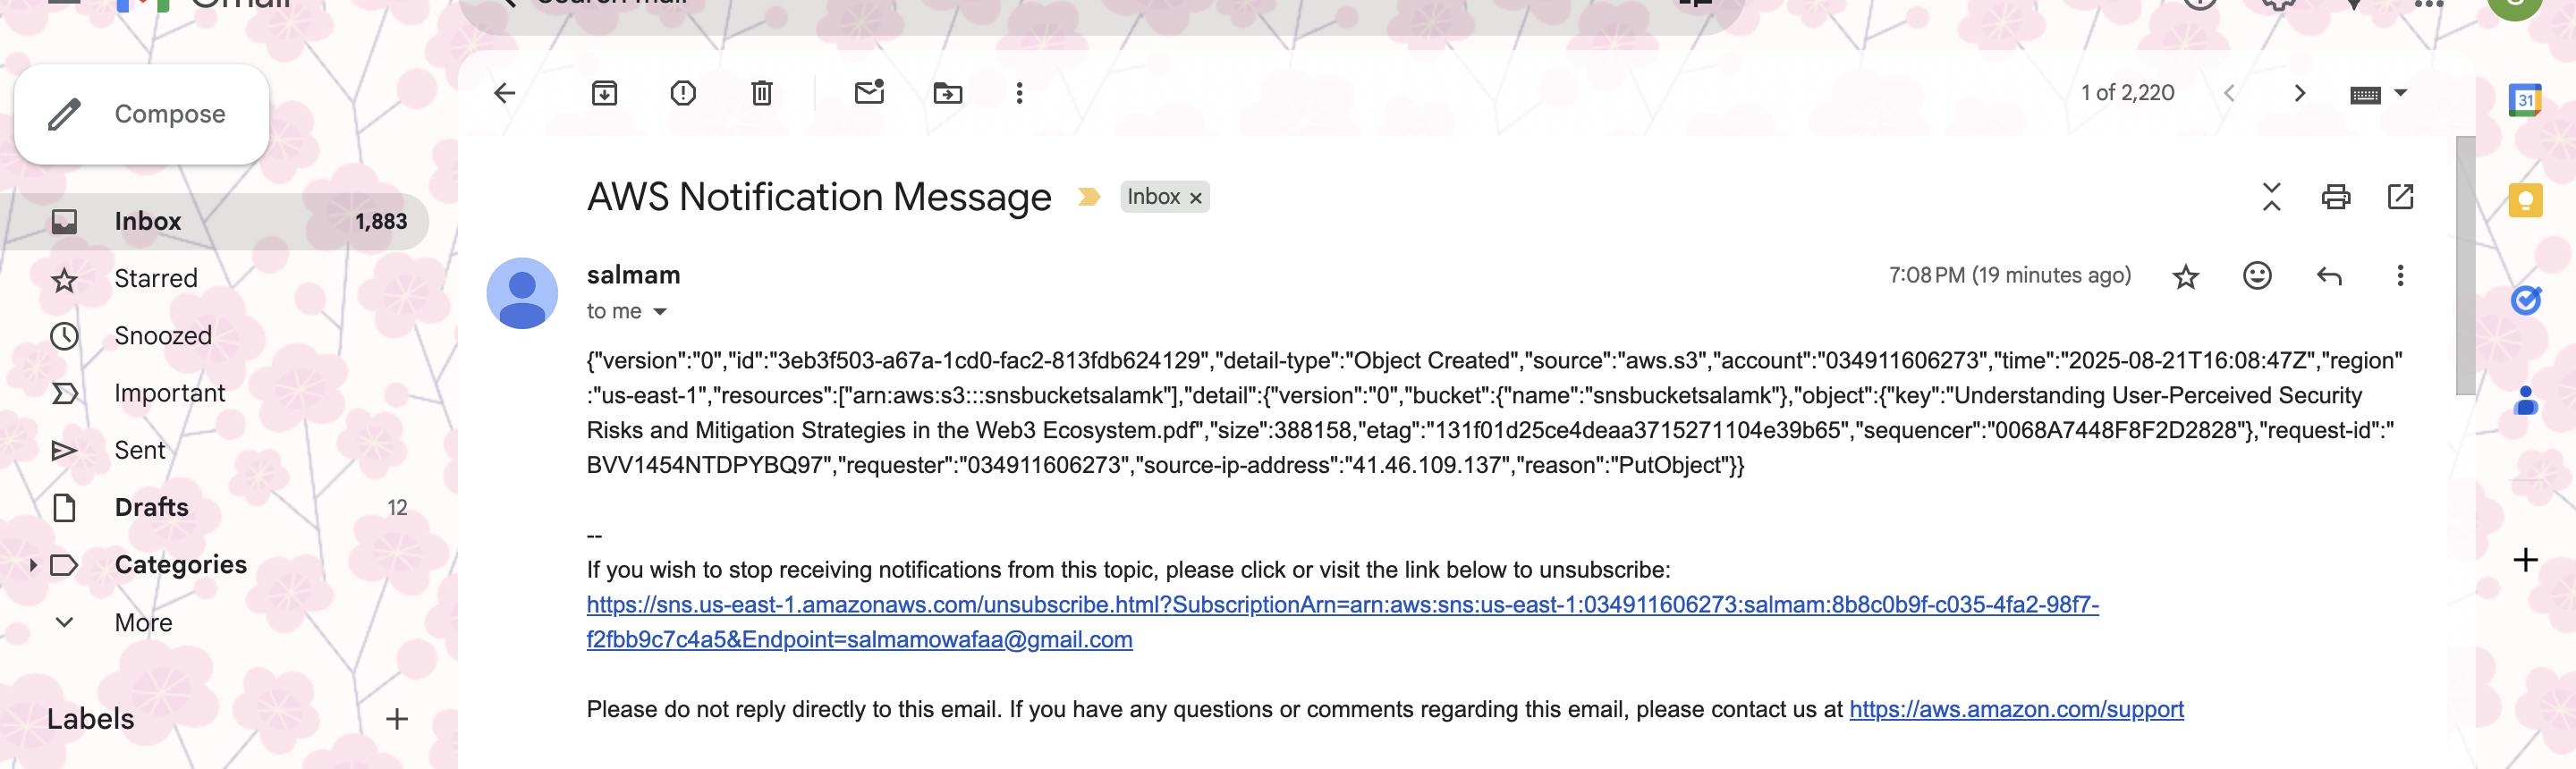 Gmail
Search mail
Compose
1 of 2,220
31
Inbox 1,883
Starred
Snoozed
Important
Sent
Drafts 12
Categories
More
Labels
AWS Notification Message
Inbox
salmam
7:08 PM (19 minutes ago)
to me
{"version":"0","id":"3eb3f503-a67a-1cd0-fac2-813fdb624129","detail-type":"Object Created","source":"aws.s3","account":"034911606273","time":"2025-08-21T16:08:47Z","region"
:"us-east-1","resources":["arn:aws:s3:::snsbucketsalamk"],"detail":{"version":"0","bucket":{"name":"snsbucketsalamk"},"object":{"key":"Understanding User-Perceived Security
Risks and Mitigation Strategies in the Web3 Ecosystem.pdf","size":388158,"etag":"131f01d25ce4deaa3715271104e39b65","sequencer":"0068A7448F8F2D2828"},"request-id":"
BVV1454NTDPYBQ97","requester":"034911606273","source-ip-address":"41.46.109.137","reason":"PutObject"}}
--
If you wish to stop receiving notifications from this topic, please click or visit the link below to unsubscribe:
https://sns.us-east-1.amazonaws.com/unsubscribe.html?SubscriptionArn=arn:aws:sns:us-east-1:034911606273:salmam:8b8c0b9f-c035-4fa2-98f7-
f2fbb9c7c4a5&Endpoint=salmamowafaa@gmail.com
Please do not reply directly to this email. If you have any questions or comments regarding this email, please contact us at https://aws.amazon.com/support